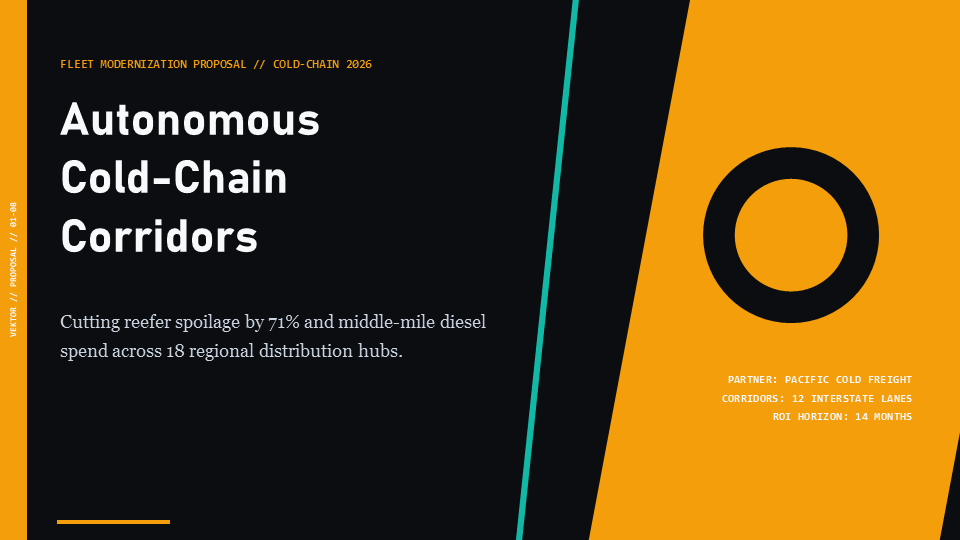 FLEET MODERNIZATION PROPOSAL // COLD-CHAIN 2026
Autonomous
Cold-Chain
Corridors
Cutting reefer spoilage by 71% and middle-mile diesel
spend across 18 regional distribution hubs.
VEKTOR // PROPOSAL // 01-08
PARTNER: PACIFIC COLD FREIGHT
CORRIDORS: 12 INTERSTATE LANES
ROI HORIZON: 14 MONTHS